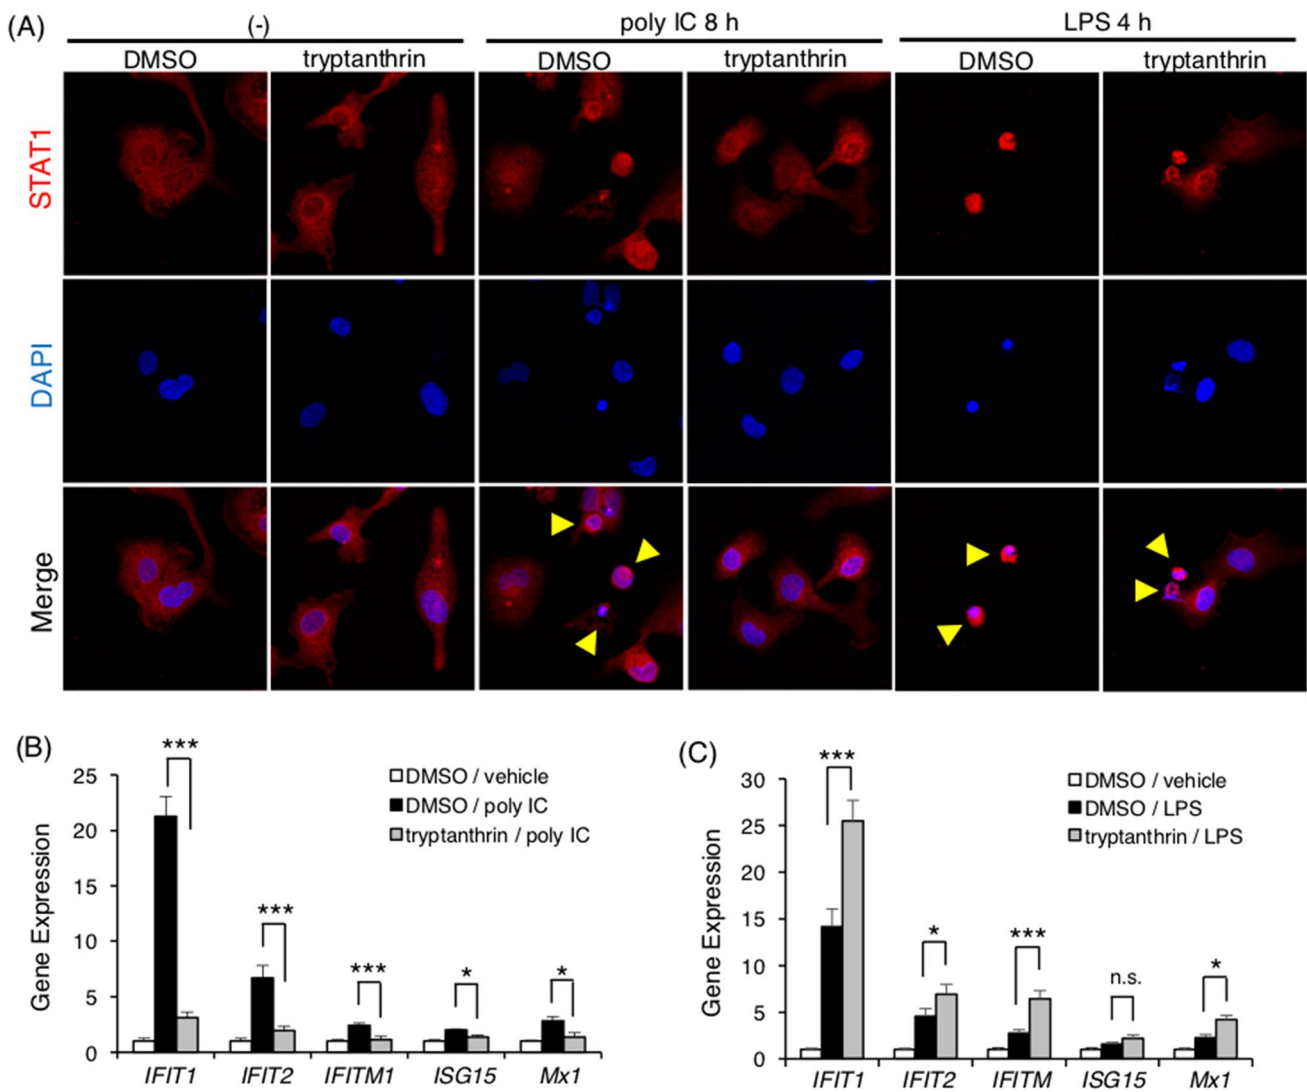 (A)
(-)
poly IC 8 h
LPS 4 h
DMSO
tryptanthrin
DMSO
tryptanthrin
DMSO
tryptanthrin
STAT1
DAPI
Merge
(B)
Gene Expression
25
20
15
10
5
0
***
***
***
*
*
DMSO / vehicle
DMSO / poly IC
tryptanthrin / poly IC
IFIT1
IFIT2
IFITM1
ISG15
Mx1
(C)
Gene Expression
30
25
20
15
10
5
0
***
*
***
n.s.
*
DMSO / vehicle
DMSO / LPS
tryptanthrin / LPS
IFIT1
IFIT2
IFITM
ISG15
Mx1